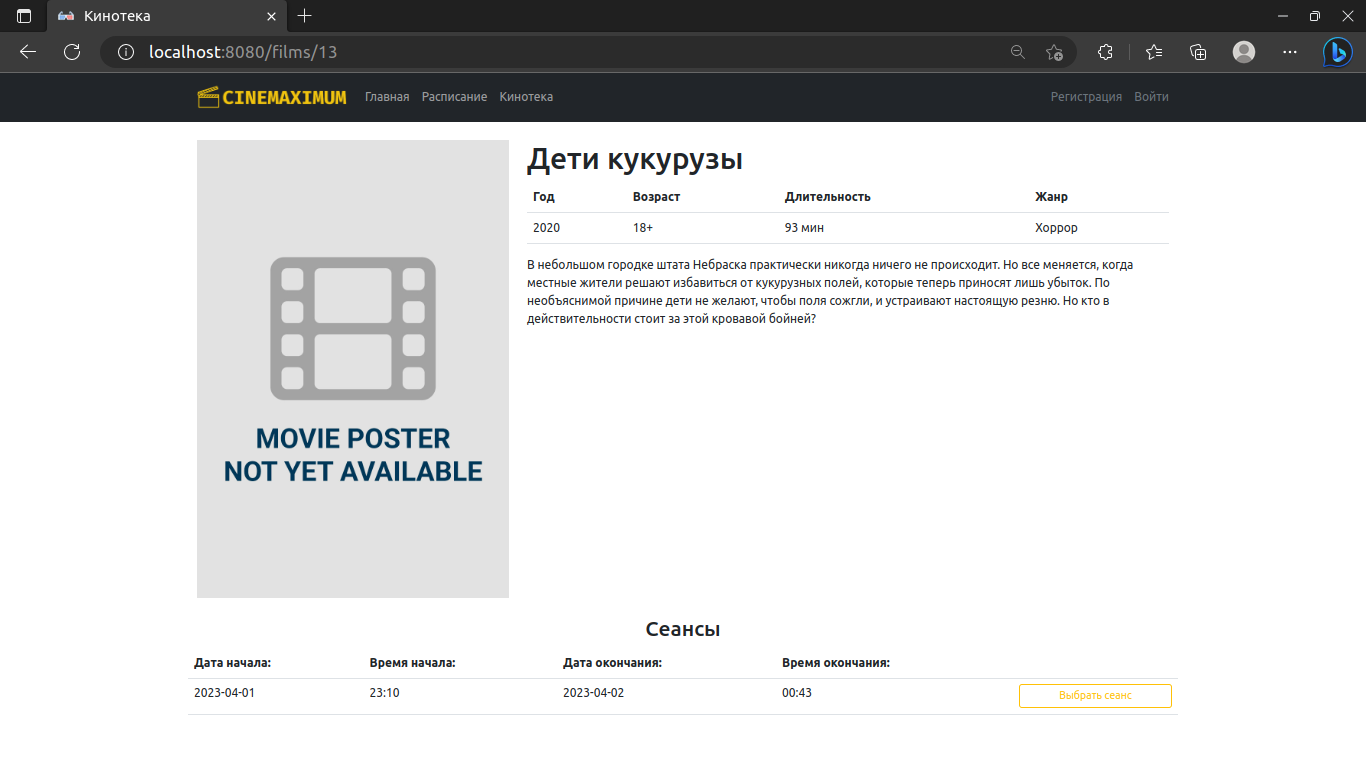 Кинотека
localhost:8080/films/13
CINEMAXIMUM Главная Расписание Кинотека Регистрация Войти
Дети кукурузы
Год Возраст Длительность Жанр
2020 18+ 93 мин Хоррор
В небольшом городке штата Небраска практически никогда ничего не происходит. Но все меняется, когда
местные жители решают избавиться от кукурузных полей, которые теперь приносят лишь убыток. По
необъяснимой причине дети не желают, чтобы поля сожгли, и устраивают настоящую резню. Но кто в
действительности стоит за этой кровавой бойней?
MOVIE POSTER
NOT YET AVAILABLE
Сеансы
Дата начала: Время начала: Дата окончания: Время окончания:
2023-04-01 23:10 2023-04-02 00:43 Выбрать сеанс